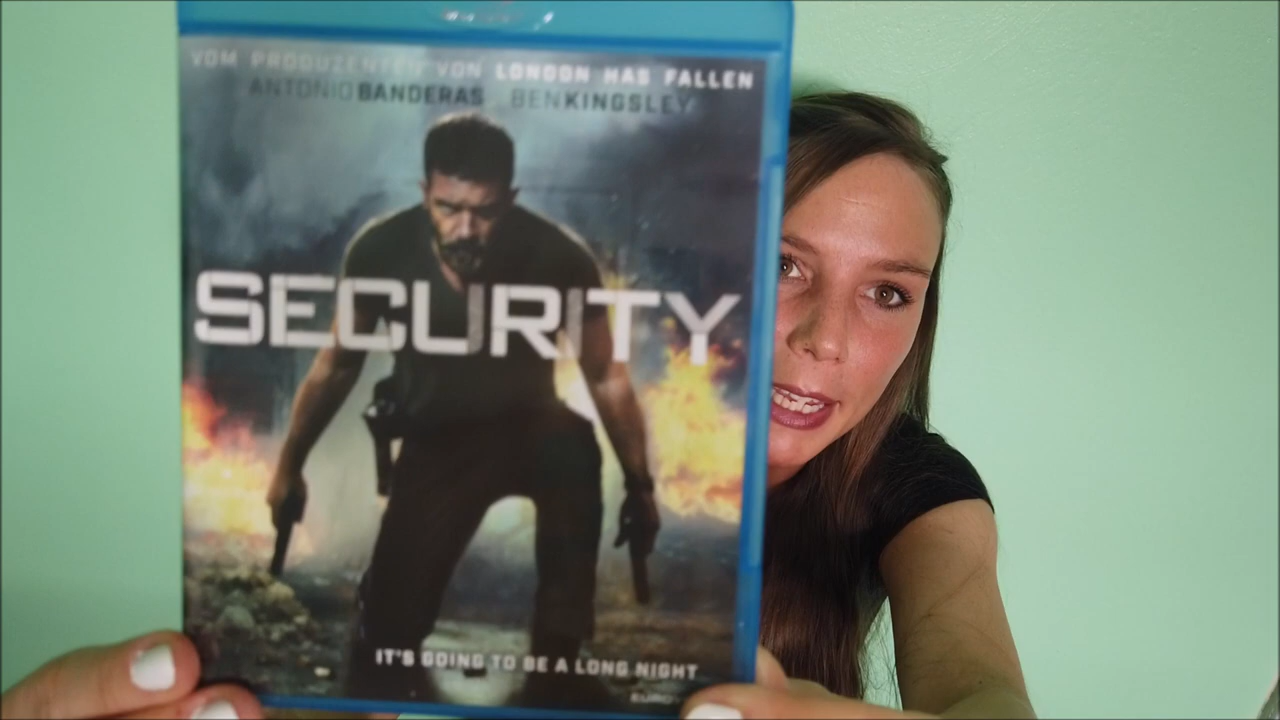 VOM PRODUZENTEN VON LONDON HAS FALLEN
ANTONIO BANDERAS BEN KINGSLEY
SECURITY
IT'S GOING TO BE A LONG NIGHT